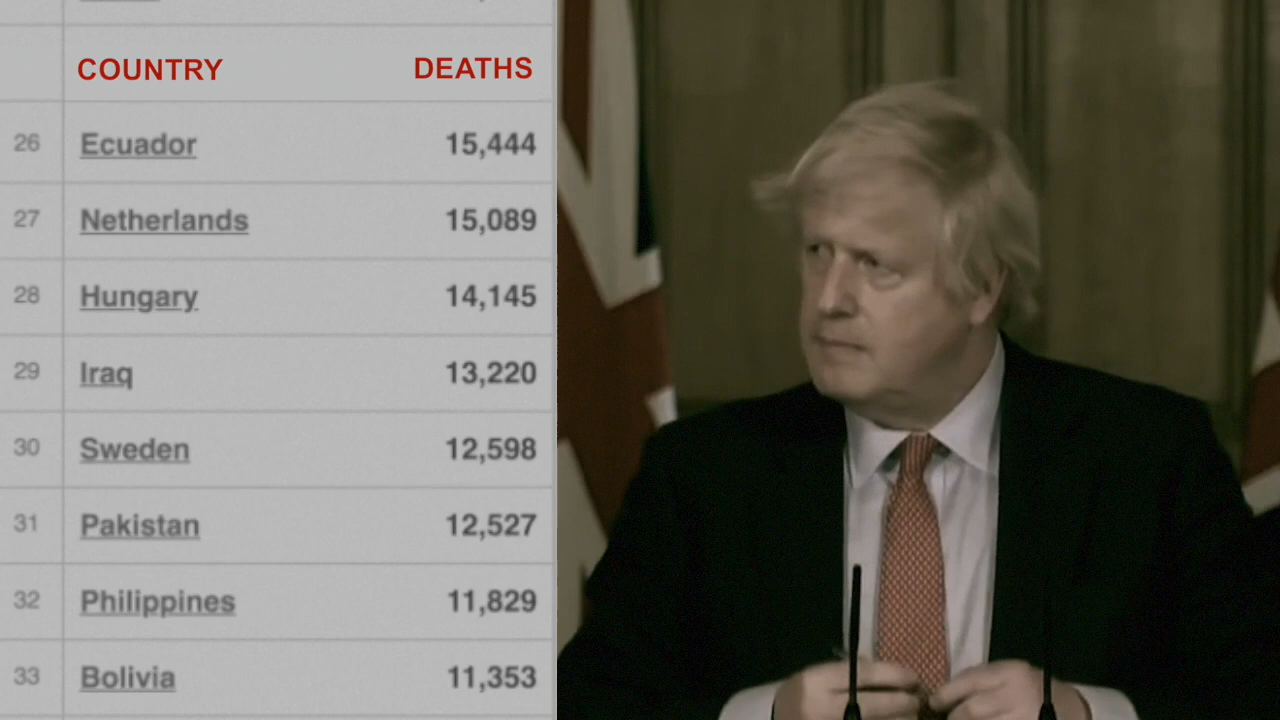 COUNTRY DEATHS
26 Ecuador 15,444
27 Netherlands 15,089
28 Hungary 14,145
29 Iraq 13,220
30 Sweden 12,598
31 Pakistan 12,527
32 Philippines 11,829
33 Bolivia 11,353